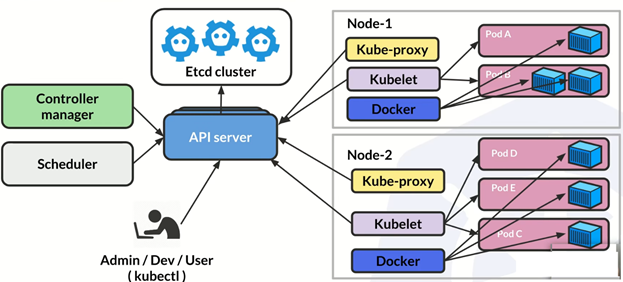 Etcd cluster
Controller
manager
Scheduler
API server
Admin / Dev / User
( kubectl )
Node-1
Kube-proxy
Kubelet
Docker
Pod A
Pod B
Node-2
Kube-proxy
Kubelet
Docker
Pod D
Pod E
Pod C